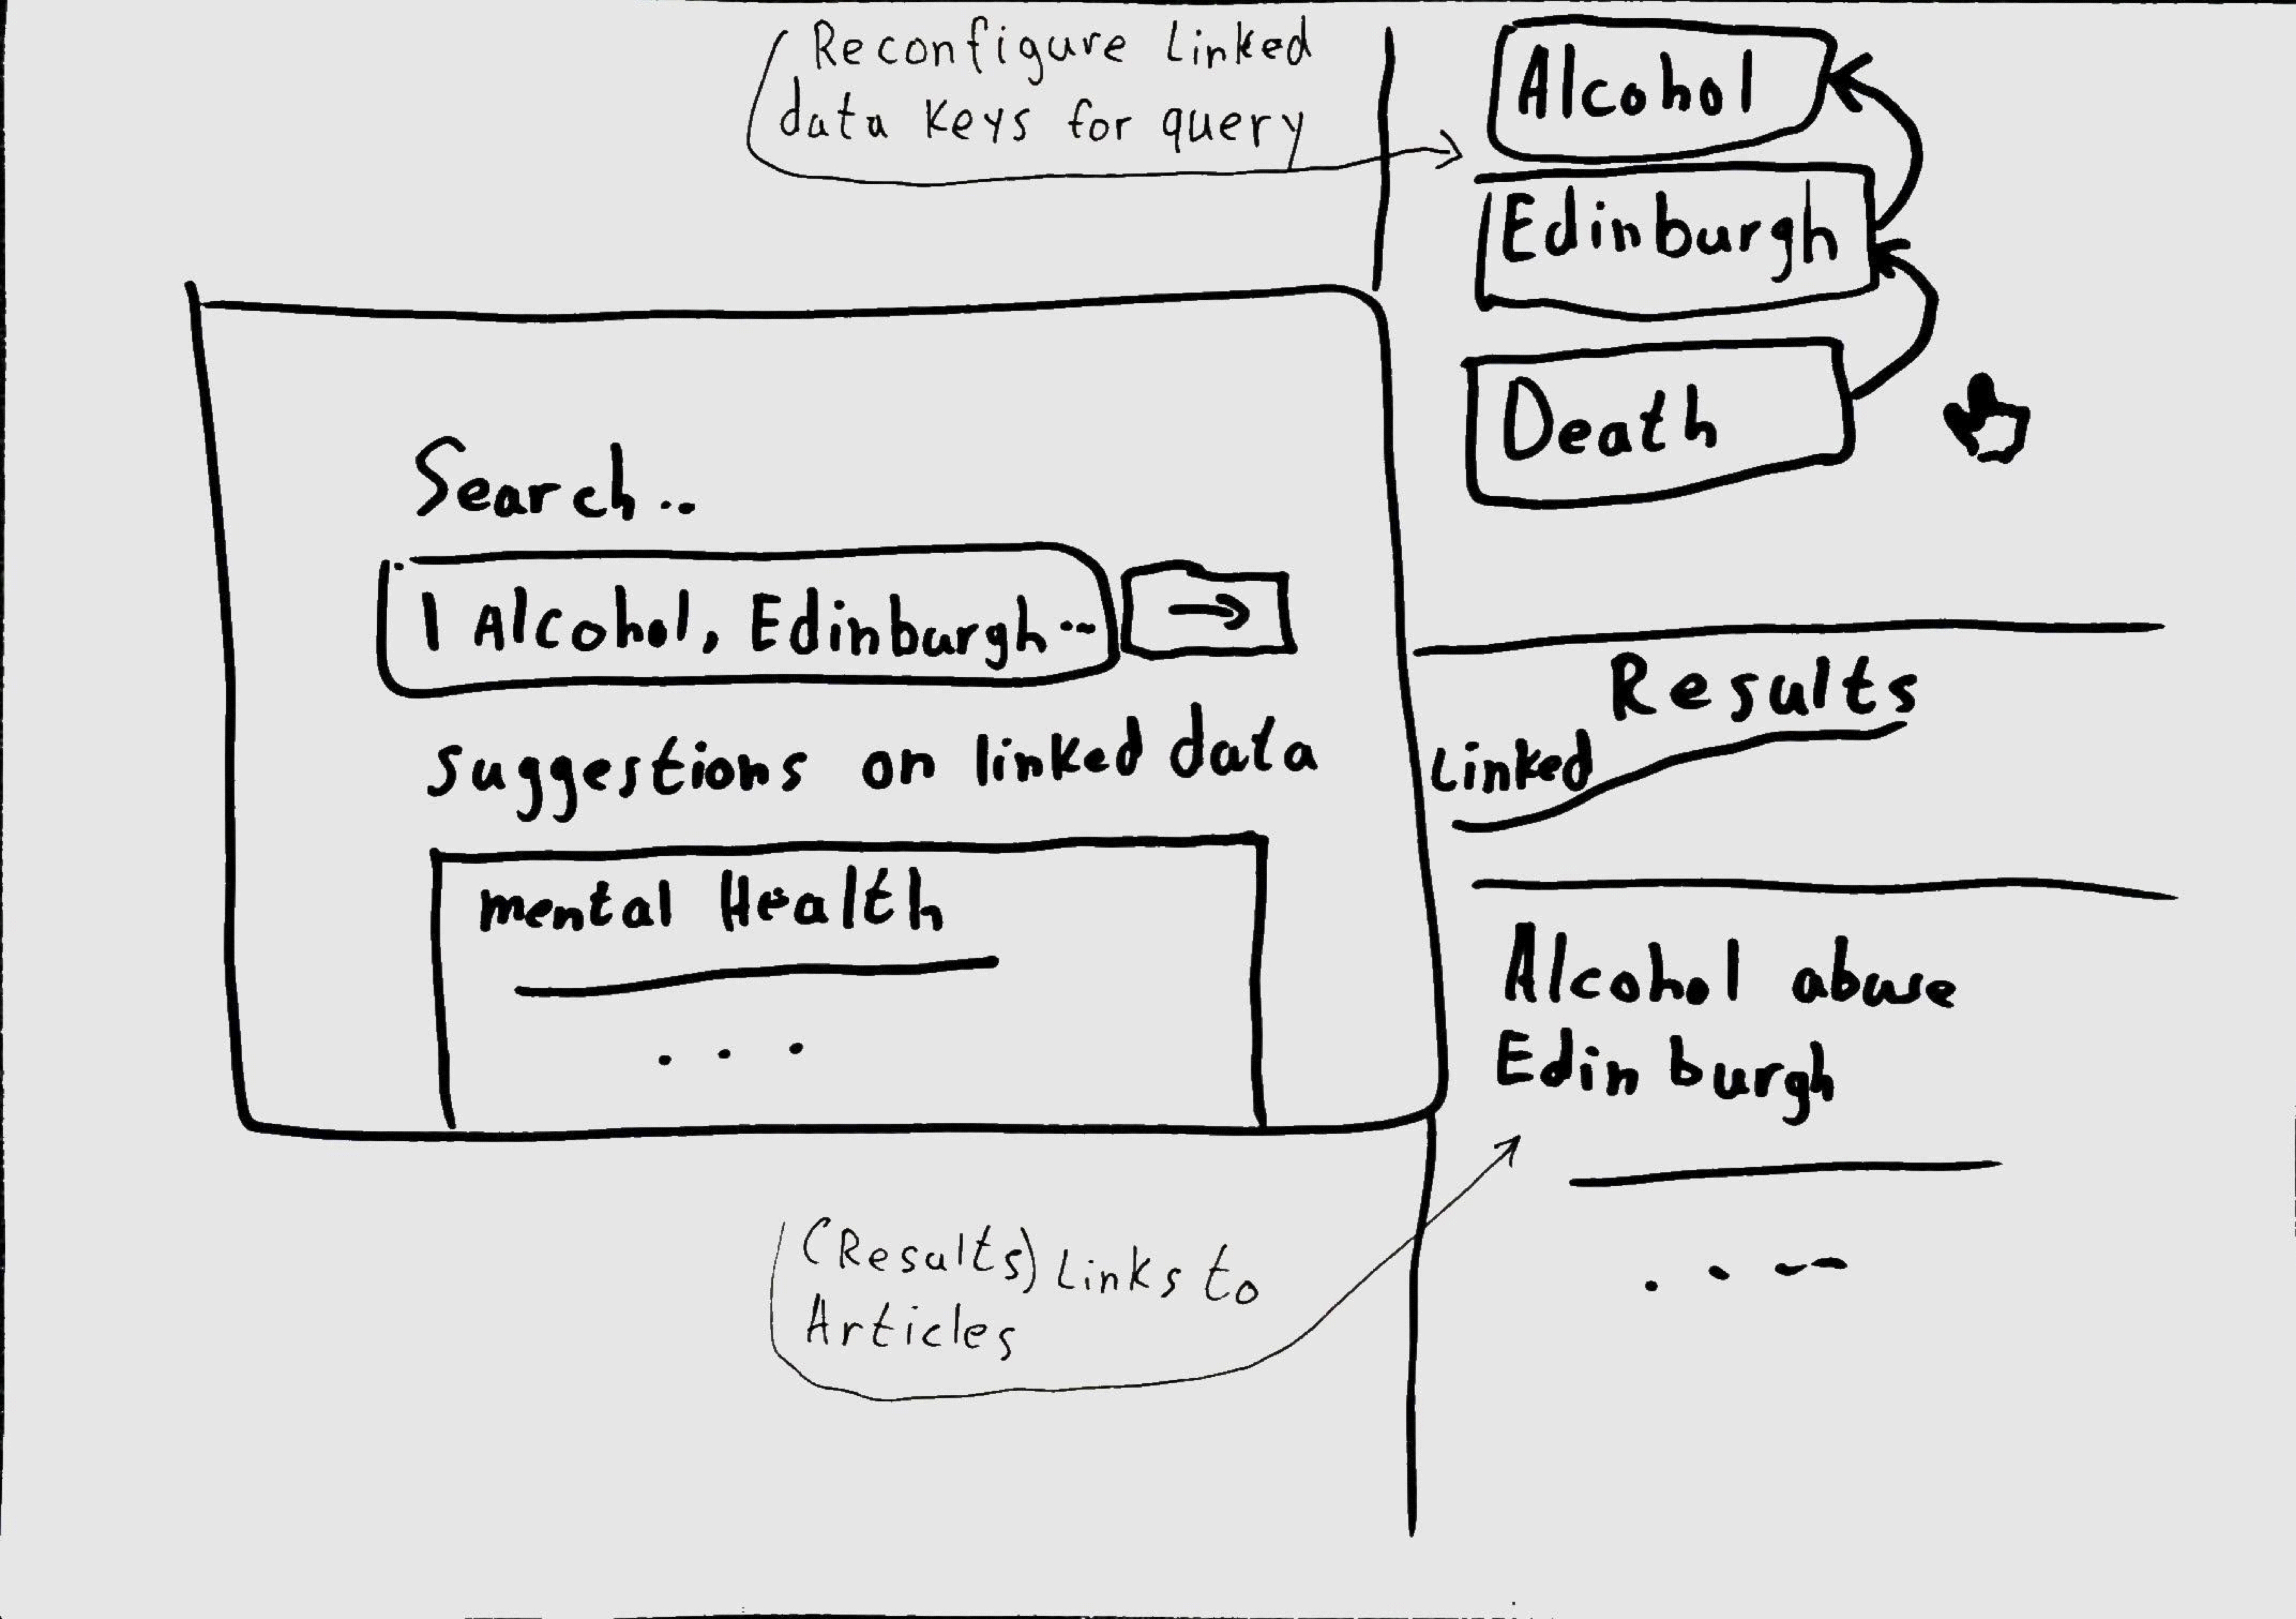 Reconfigure Linked
data Keys for query
Alcohol
Edinburgh
Death
Search..
Alcohol, Edinburgh...
suggestions on linked data
mental Health
...
Results
Linked
Alcohol abuse
Edinburgh
...
(Results) Links to
Articles